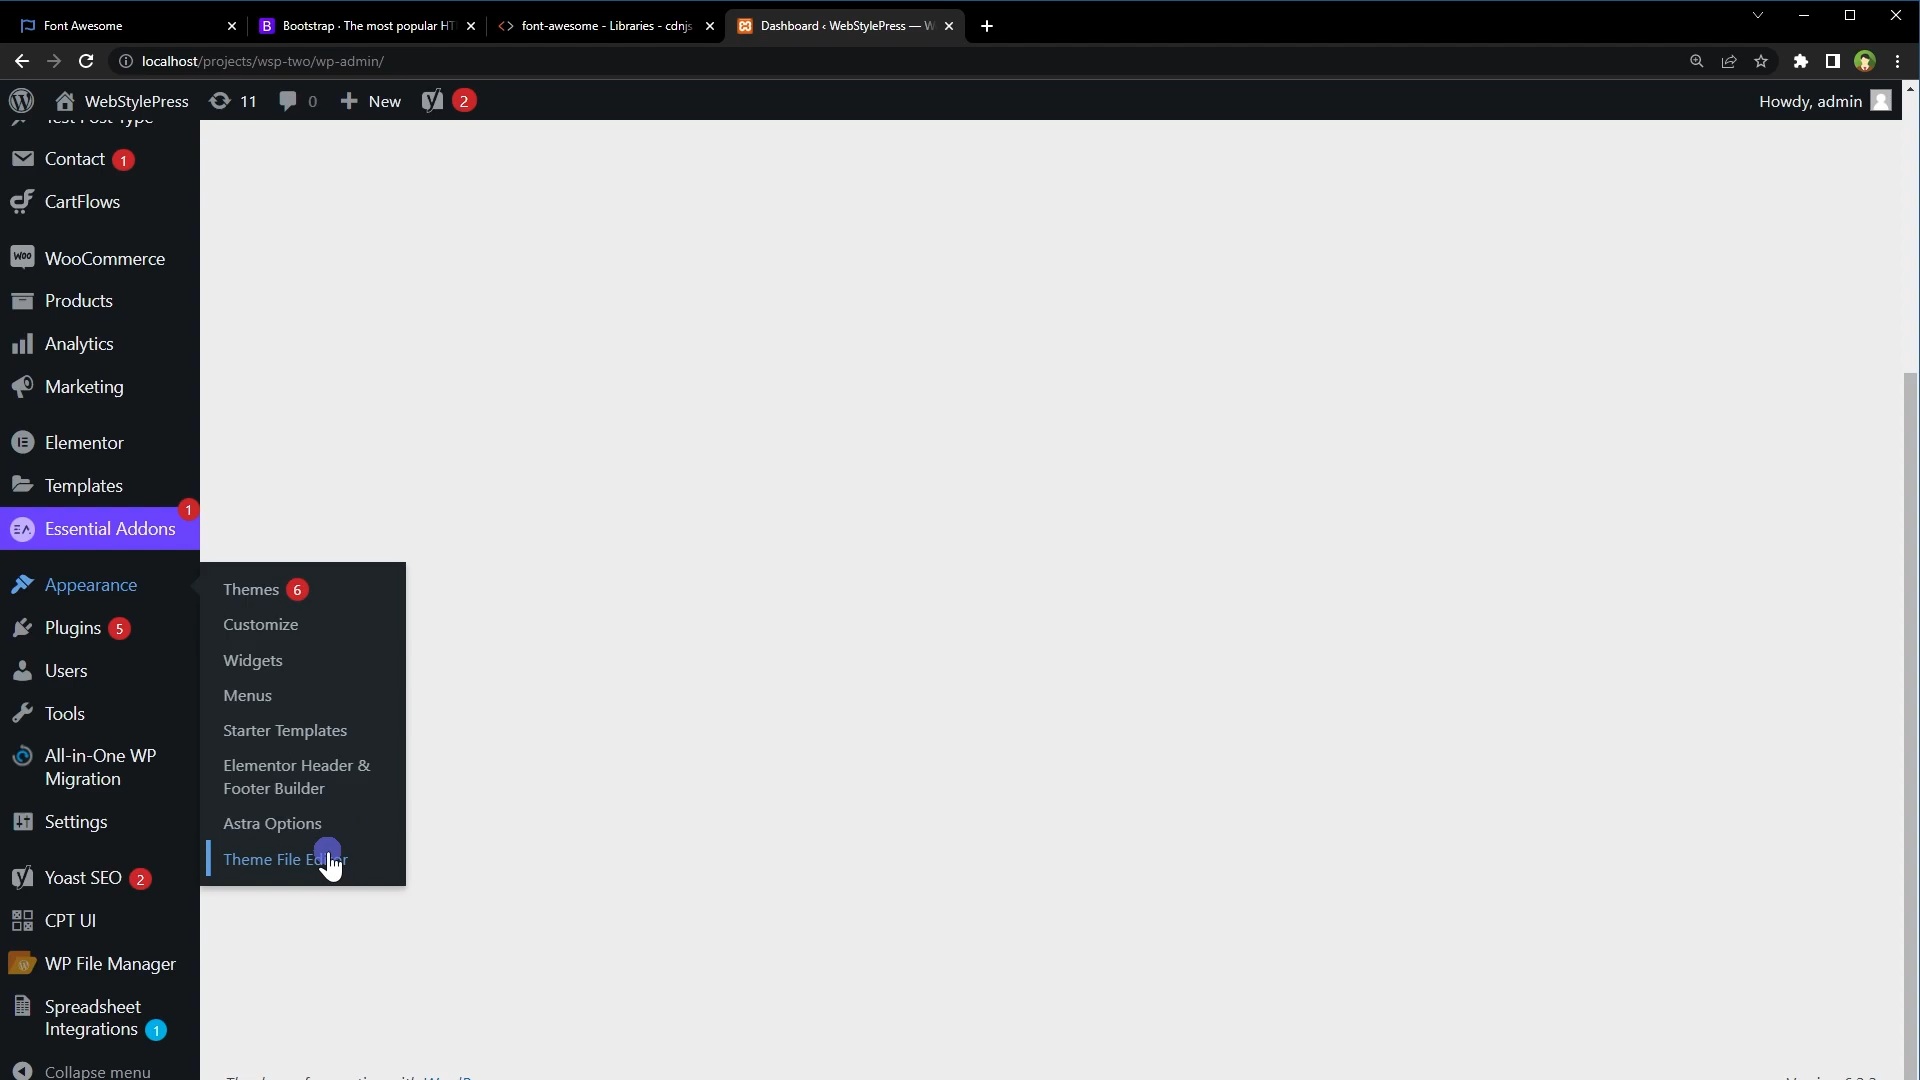 Font Awesome
Bootstrap · The most popular HT
font-awesome - Libraries - cdnjs
Dashboard ‹ WebStylePress — W
localhost/projects/wsp-two/wp-admin/
WebStylePress 11 0 New 2
Howdy, admin
Test Post Type
Contact 1
CartFlows
WooCommerce
Products
Analytics
Marketing
Elementor
Templates
Essential Addons 1
Appearance
Plugins 5
Users
Tools
All-in-One WP
Migration
Settings
Yoast SEO 2
CPT UI
WP File Manager
Spreadsheet
Integrations 1
Collapse menu
Themes 6
Customize
Widgets
Menus
Starter Templates
Elementor Header &
Footer Builder
Astra Options
Theme File Editor